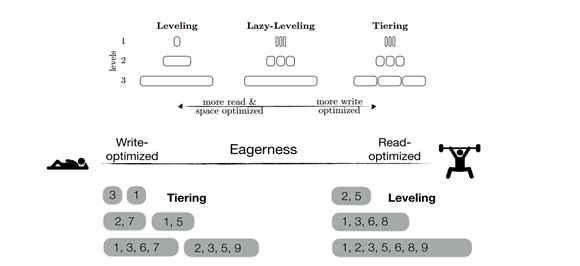 Leveling Lazy-Leveling Tiering
levels
1
2
3
more read & more write
space optimized optimized
Write- Eagerness Read-
optimized optimized
3 1 Tiering 2, 5 Leveling
2, 7 1, 5 1, 3, 6, 8
1, 3, 6, 7 2, 3, 5, 9 1, 2, 3, 5, 6, 8, 9